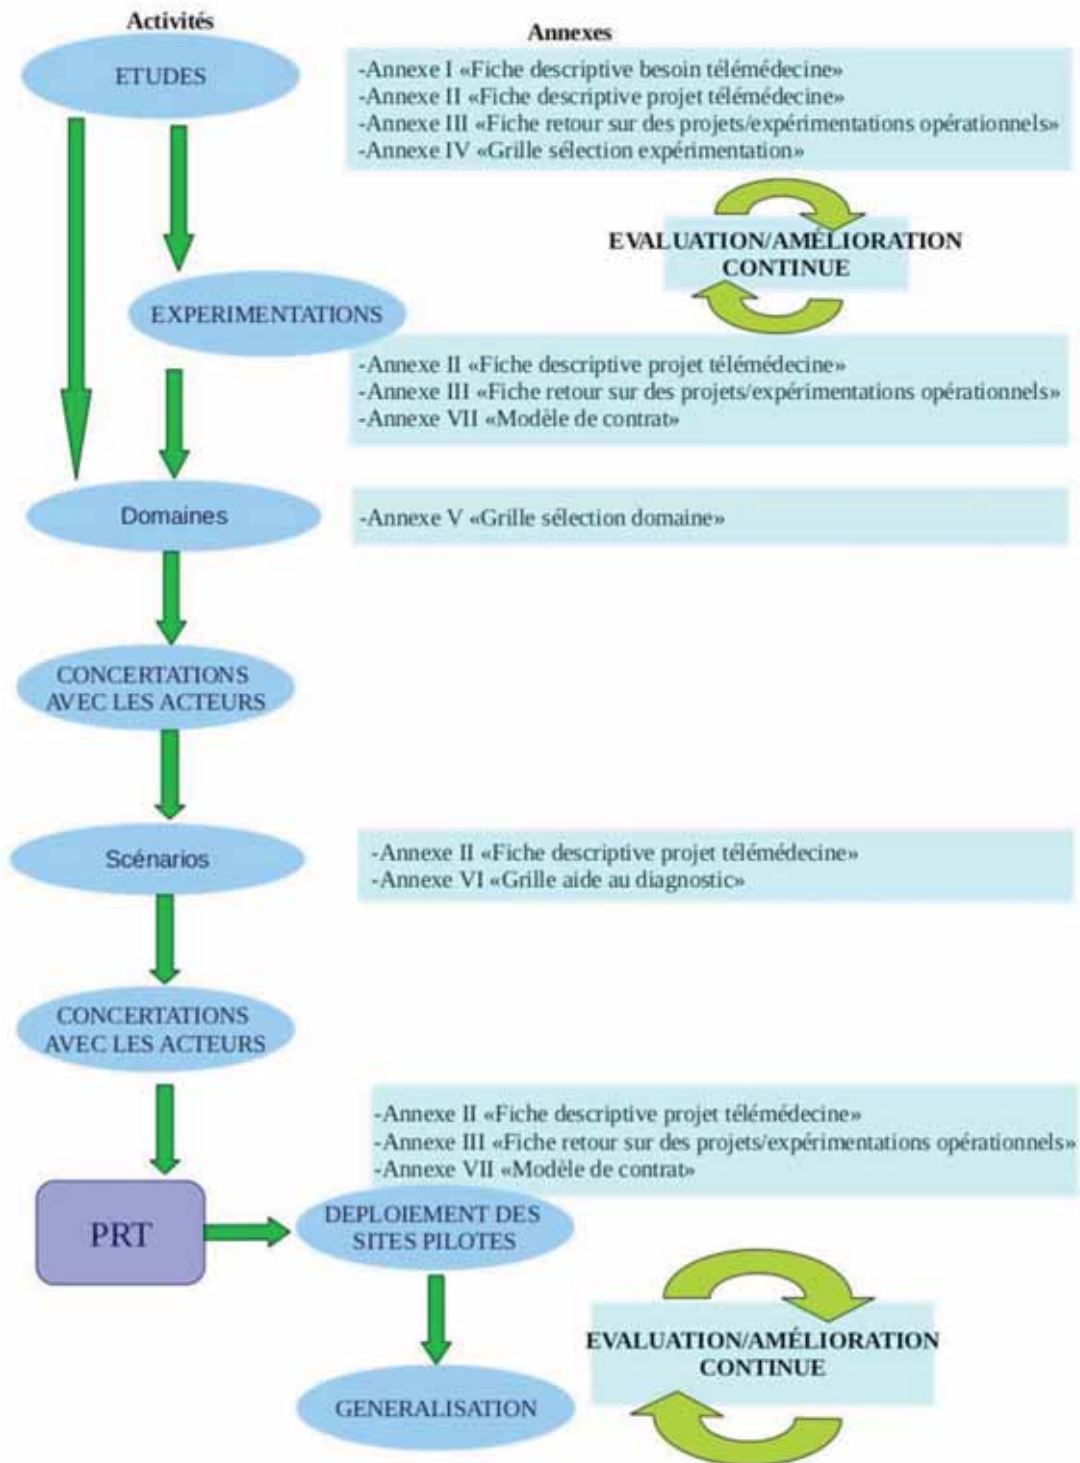 Activités
Annexes
ETUDES
-Annexe I «Fiche descriptive besoin télémédecine»
-Annexe II «Fiche descriptive projet télémédecine»
-Annexe III «Fiche retour sur des projets/expérimentations opérationnels»
-Annexe IV «Grille sélection expérimentation»
EVALUATION/AMÉLIORATION
CONTINUE
EXPERIMENTATIONS
-Annexe II «Fiche descriptive projet télémédecine»
-Annexe III «Fiche retour sur des projets/expérimentations opérationnels»
-Annexe VII «Modèle de contrat»
Domaines
-Annexe V «Grille sélection domaine»
CONCERTATIONS
AVEC LES ACTEURS
Scénarios
-Annexe II «Fiche descriptive projet télémédecine»
-Annexe VI «Grille aide au diagnostic»
CONCERTATIONS
AVEC LES ACTEURS
-Annexe II «Fiche descriptive projet télémédecine»
-Annexe III «Fiche retour sur des projets/expérimentations opérationnels»
-Annexe VII «Modèle de contrat»
PRT
DEPLOIEMENT DES
SITES PILOTES
EVALUATION/AMÉLIORATION
CONTINUE
GENERALISATION